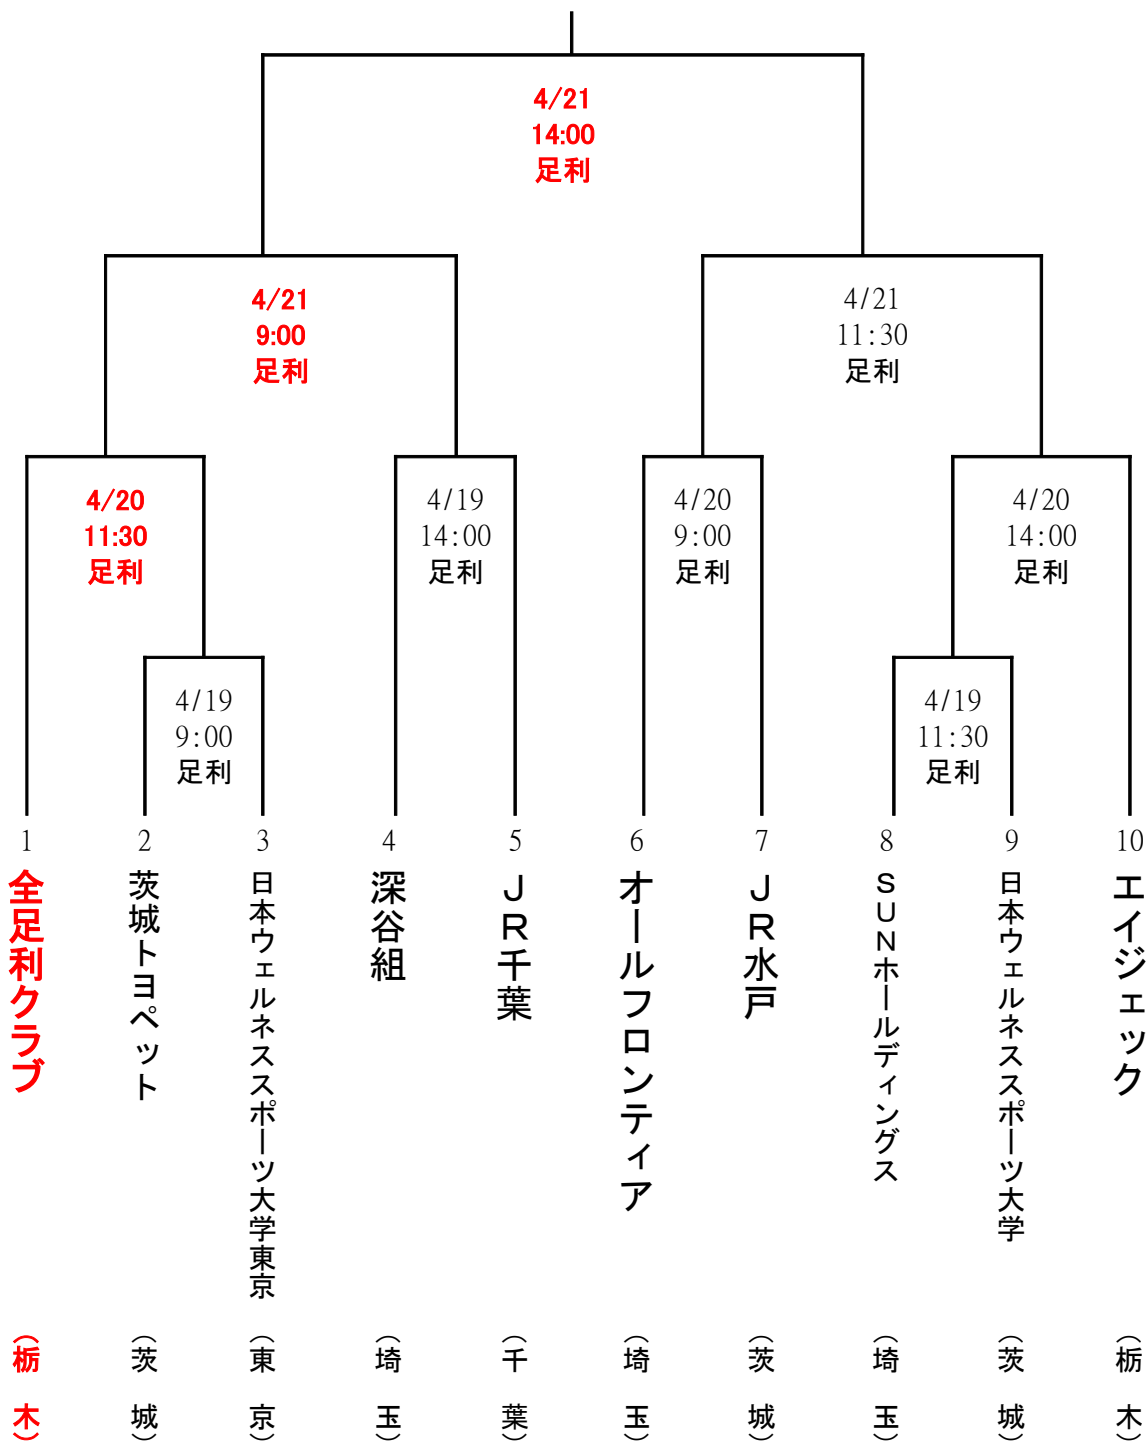 4/21
14:00
足利
4/21
9:00
足利
4/21
11:30
足利
4/20
11:30
足利
4/19
14:00
足利
4/20
9:00
足利
4/20
14:00
足利
4/19
9:00
足利
4/19
11:30
足利
1
2
3
4
5
6
7
8
9
10
全足利クラブ
茨城トヨペット
日本ウェルネススポーツ大学東京
深谷組
JR千葉
オールフロンティア
JR水戸
SUNホールディングス
日本ウェルネススポーツ大学
エイジェック
(栃木)
(茨城)
(東京)
(埼玉)
(千葉)
(埼玉)
(茨城)
(埼玉)
(茨城)
(栃木)